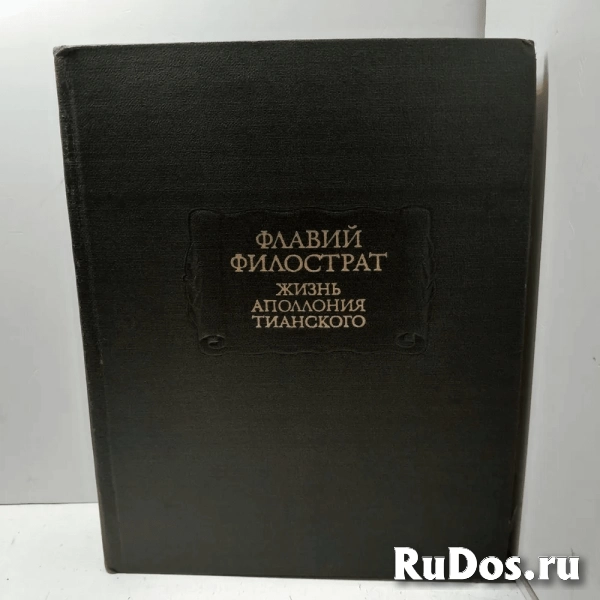 ФЛАВИЙ
ФИЛОСТРАТ
ЖИЗНЬ
АПОЛЛОНИЯ
ТИАНСКОГО
RuDos.ru